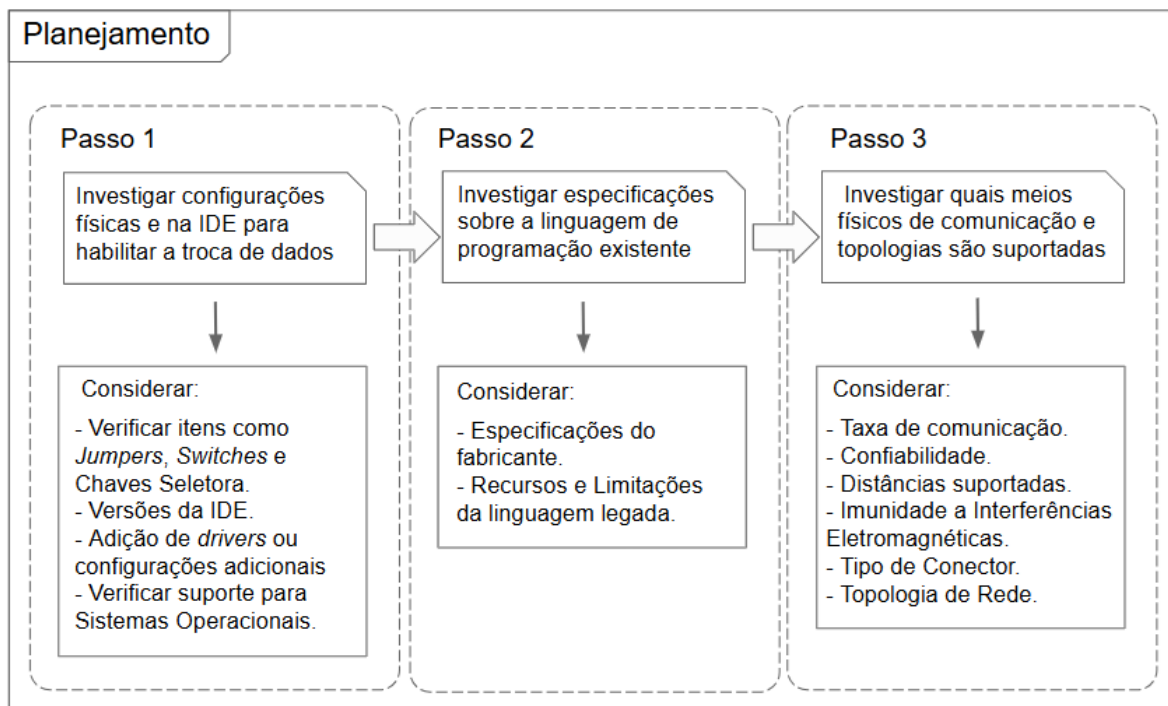 Planejamento
Passo 1
Investigar configurações
físicas e na IDE para
habilitar a troca de dados
Considerar:
- Verificar itens como
Jumpers, Switches e
Chaves Seletora.
- Versões da IDE.
- Adição de drivers ou
configurações adicionais
- Verificar suporte para
Sistemas Operacionais.
Passo 2
Investigar especificações
sobre a linguagem de
programação existente
Considerar:
- Especificações do
fabricante.
- Recursos e Limitações
da linguagem legada.
Passo 3
Investigar quais meios
físicos de comunicação e
topologias são suportadas
Considerar:
- Taxa de comunicação.
- Confiabilidade.
- Distâncias suportadas.
- Imunidade a Interferências
Eletromagnéticas.
- Tipo de Conector.
- Topologia de Rede.